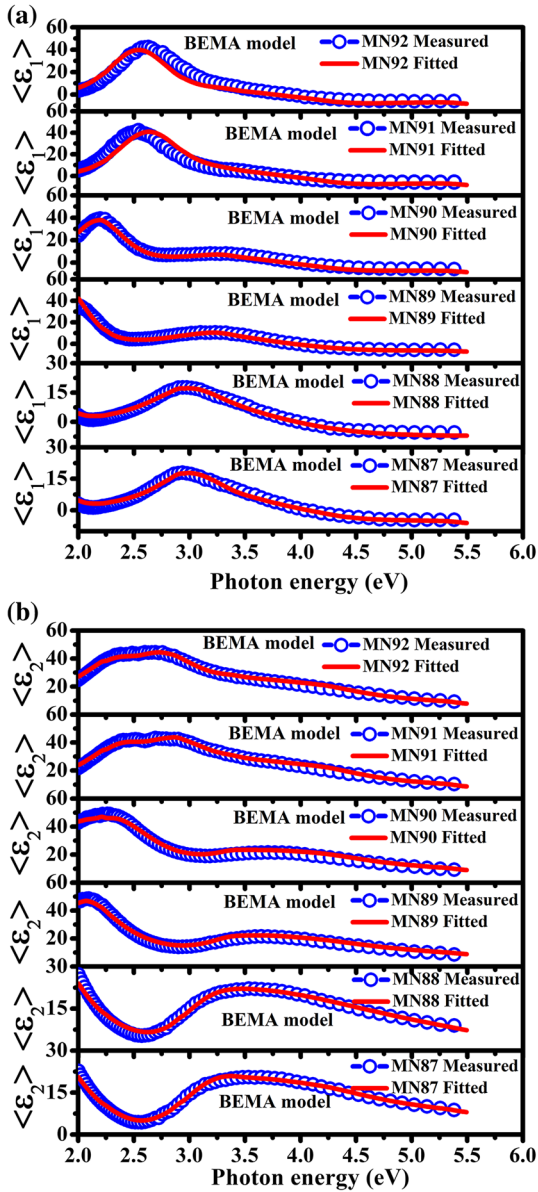 (a)
60
40
20
0
60
<ε1>
BEMA model
MN92 Measured
MN92 Fitted
40
20
0
60
<ε1>
BEMA model
MN91 Measured
MN91 Fitted
40
20
0
60
<ε1>
BEMA model
MN90 Measured
MN90 Fitted
40
20
0
30
<ε1>
BEMA model
MN89 Measured
MN89 Fitted
15
0
30
<ε1>
BEMA model
MN88 Measured
MN88 Fitted
15
0
<ε1>
BEMA model
MN87 Measured
MN87 Fitted
2.0 2.5 3.0 3.5 4.0 4.5 5.0 5.5 6.0
Photon energy (eV)
(b)
60
40
20
60
<ε2>
BEMA model
MN92 Measured
MN92 Fitted
40
20
60
<ε2>
BEMA model
MN91 Measured
MN91 Fitted
40
20
60
<ε2>
BEMA model
MN90 Measured
MN90 Fitted
40
20
30
<ε2>
BEMA model
MN89 Measured
MN89 Fitted
15
30
<ε2>
BEMA model
MN88 Measured
MN88 Fitted
15
0
<ε2>
BEMA model
MN87 Measured
MN87 Fitted
2.0 2.5 3.0 3.5 4.0 4.5 5.0 5.5 6.0
Photon energy (eV)